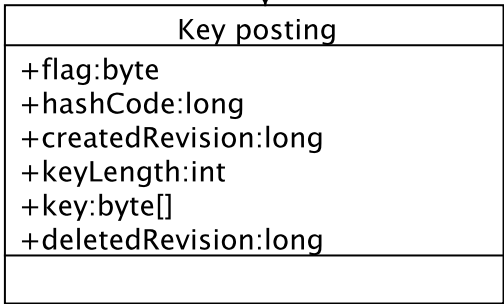 Key posting
+flag:byte
+hashCode:long
+createdRevision:long
+keyLength:int
+key:byte[]
+deletedRevision:long